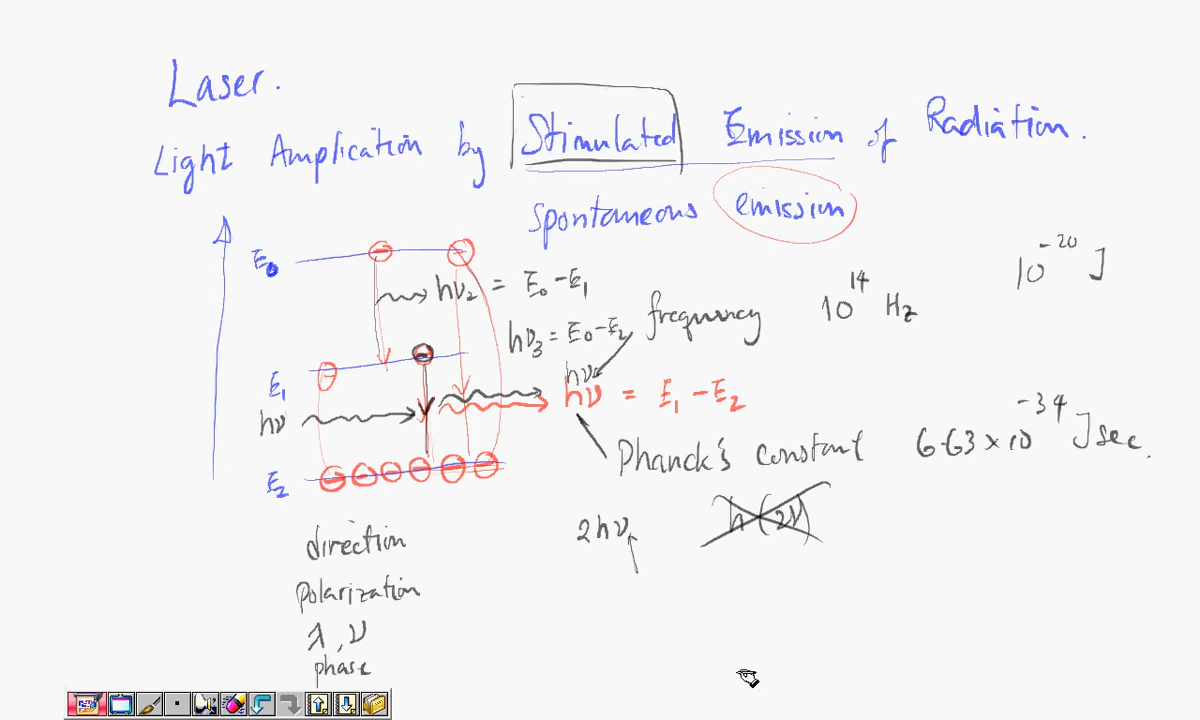 Laser.
Light Amplication by Stimulated Emission of Radiation.
Spontaneous emission
E₀
hν₂ = E₀ - E₁
10⁻²⁰ J
hν₃ = E₀ - E₂
frequency
10¹⁴ Hz
E₁
hν
hν
hν = E₁ - E₂
Phanck's constant 6.63 × 10⁻³⁴ J sec.
E₂
2hν
h(2ν)
direction
polarization
λ, ν
phase